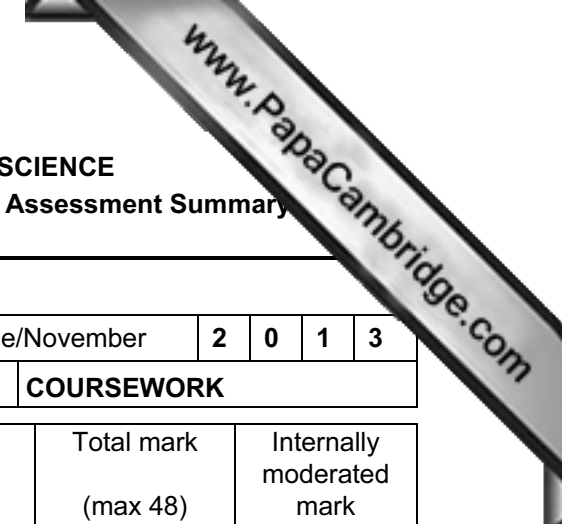 www.PapaCambridge.com
SCIENCE
Assessment Summary
e/November 2 0 1 3
COURSEWORK
Total mark
(max 48)
Internally
moderated
mark